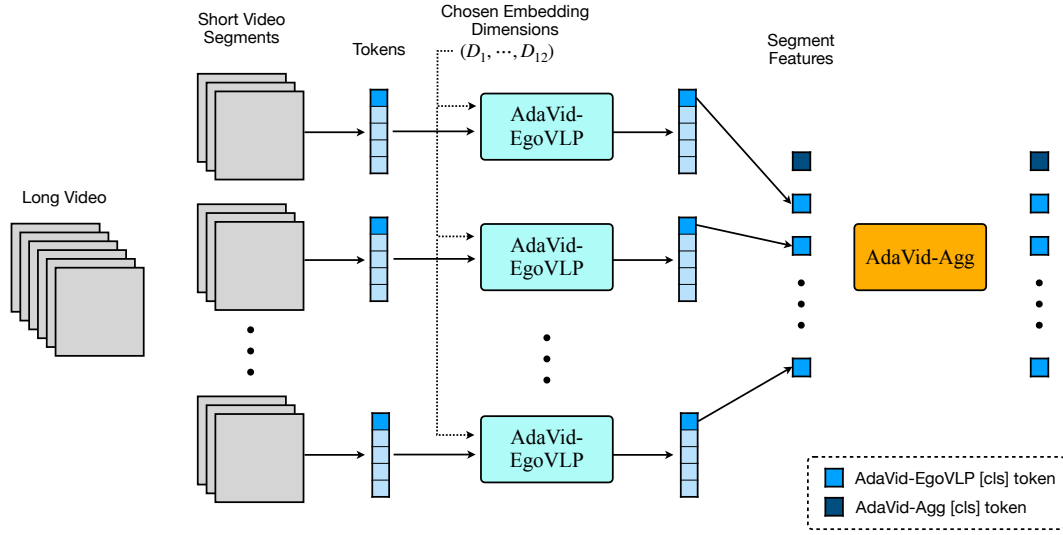 Short Video
Segments
Tokens
Chosen Embedding
Dimensions
(D₁, ⋯, D₁₂)
Segment
Features
AdaVid-
EgoVLP
Long Video
AdaVid-
EgoVLP
AdaVid-Agg
AdaVid-
EgoVLP
AdaVid-EgoVLP [cls] token
AdaVid-Agg [cls] token